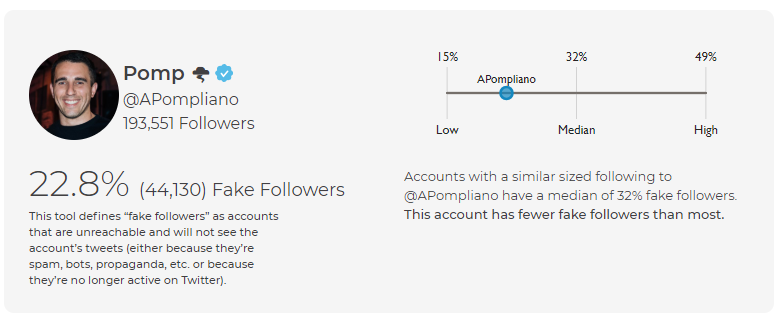 Pomp 🌪
@APompliano
193,551 Followers
22.8% (44,130) Fake Followers
This tool defines “fake followers” as accounts
that are unreachable and will not see the
account’s tweets (either because they’re
spam, bots, propaganda, etc. or because
they’re no longer active on Twitter).
15% 32% 49%
APompliano
Low Median High
Accounts with a similar sized following to
@APompliano have a median of 32% fake followers.
This account has fewer fake followers than most.